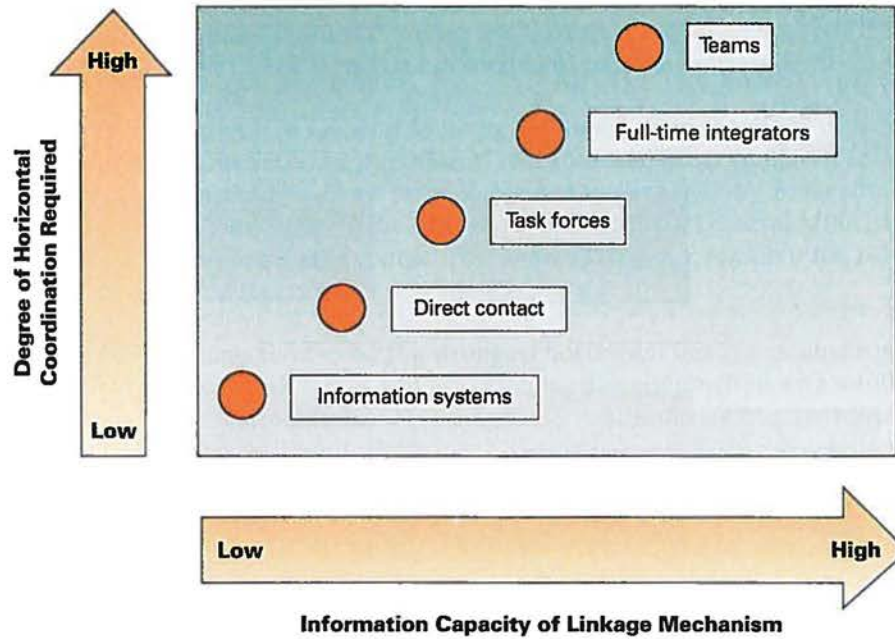 High
Teams
Full-time integrators
Task forces
Direct contact
Information systems
Low
Degree of Horizontal
Coordination Required
Low
High
Information Capacity of Linkage Mechanism